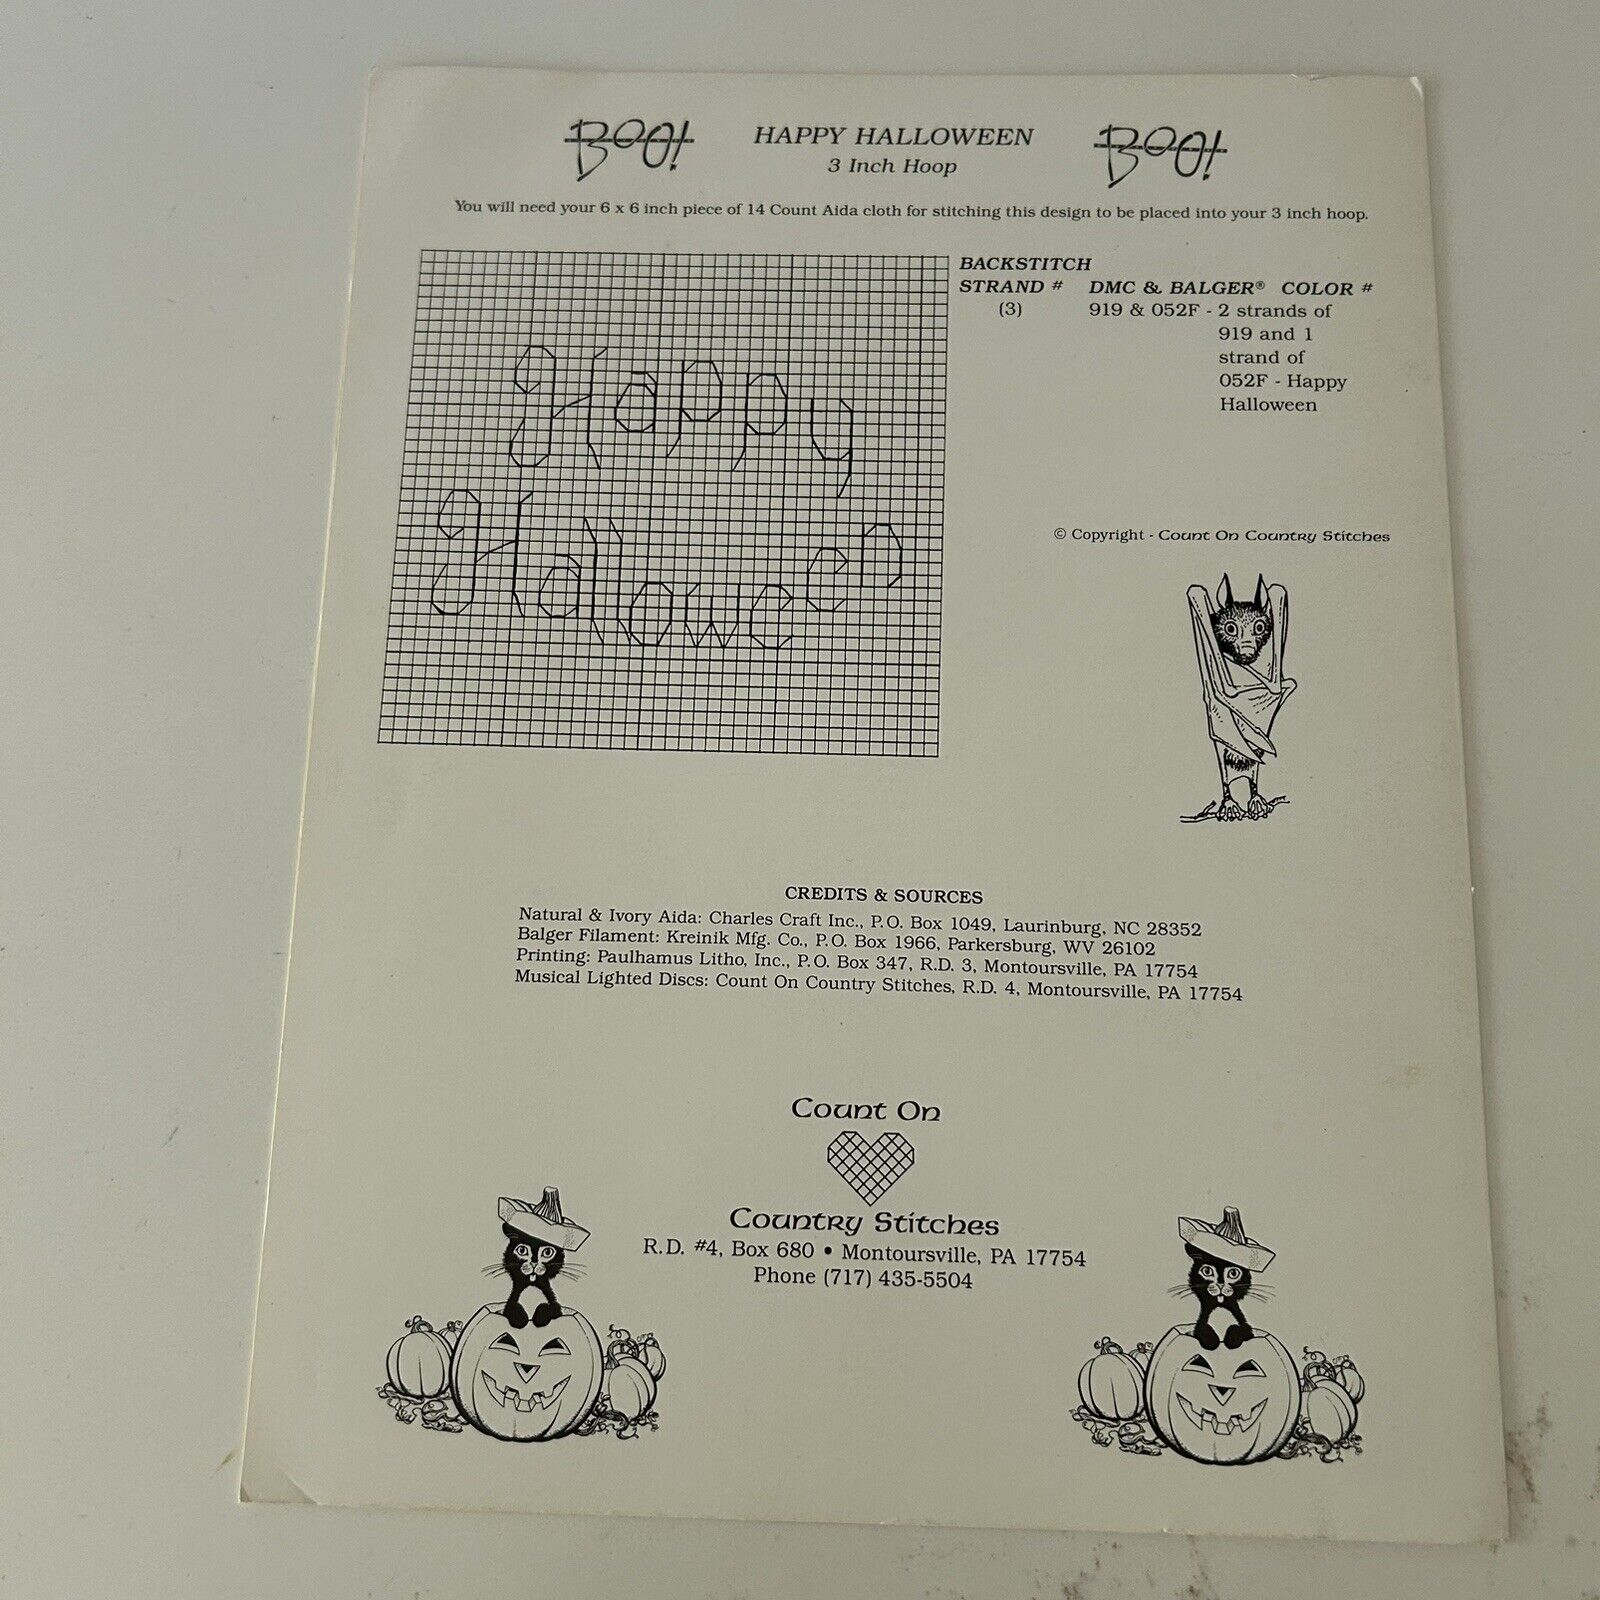 BOO! HAPPY HALLOWEEN BOO!
3 Inch Hoop
You will need your 6 x 6 inch piece of 14 Count Aida cloth for stitching this design to be placed into your 3 inch hoop.
Happy
Halloween
BACKSTITCH
STRAND # DMC & BALGER® COLOR #
(3) 919 & 052F - 2 strands of
919 and 1
strand of
052F - Happy
Halloween
© Copyright - Count On Country Stitches
CREDITS & SOURCES
Natural & Ivory Aida: Charles Craft Inc., P.O. Box 1049, Laurinburg, NC 28352
Balger Filament: Kreinik Mfg. Co., P.O. Box 1966, Parkersburg, WV 26102
Printing: Paulhamus Litho, Inc., P.O. Box 347, R.D. 3, Montoursville, PA 17754
Musical Lighted Discs: Count On Country Stitches, R.D. 4, Montoursville, PA 17754
Count On
Country Stitches
R.D. #4, Box 680 • Montoursville, PA 17754
Phone (717) 435-5504